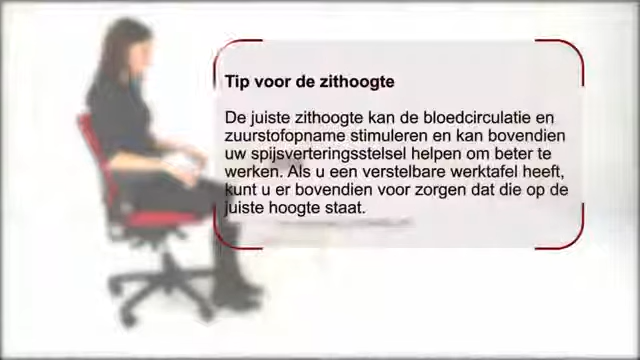 Tip voor de zithoogte
De juiste zithoogte kan de bloedcirculatie en
zuurstofopname stimuleren en kan bovendien
uw spijsverteringsstelsel helpen om beter te
werken. Als u een verstelbare werktafel heeft,
kunt u er bovendien voor zorgen dat die op de
juiste hoogte staat.